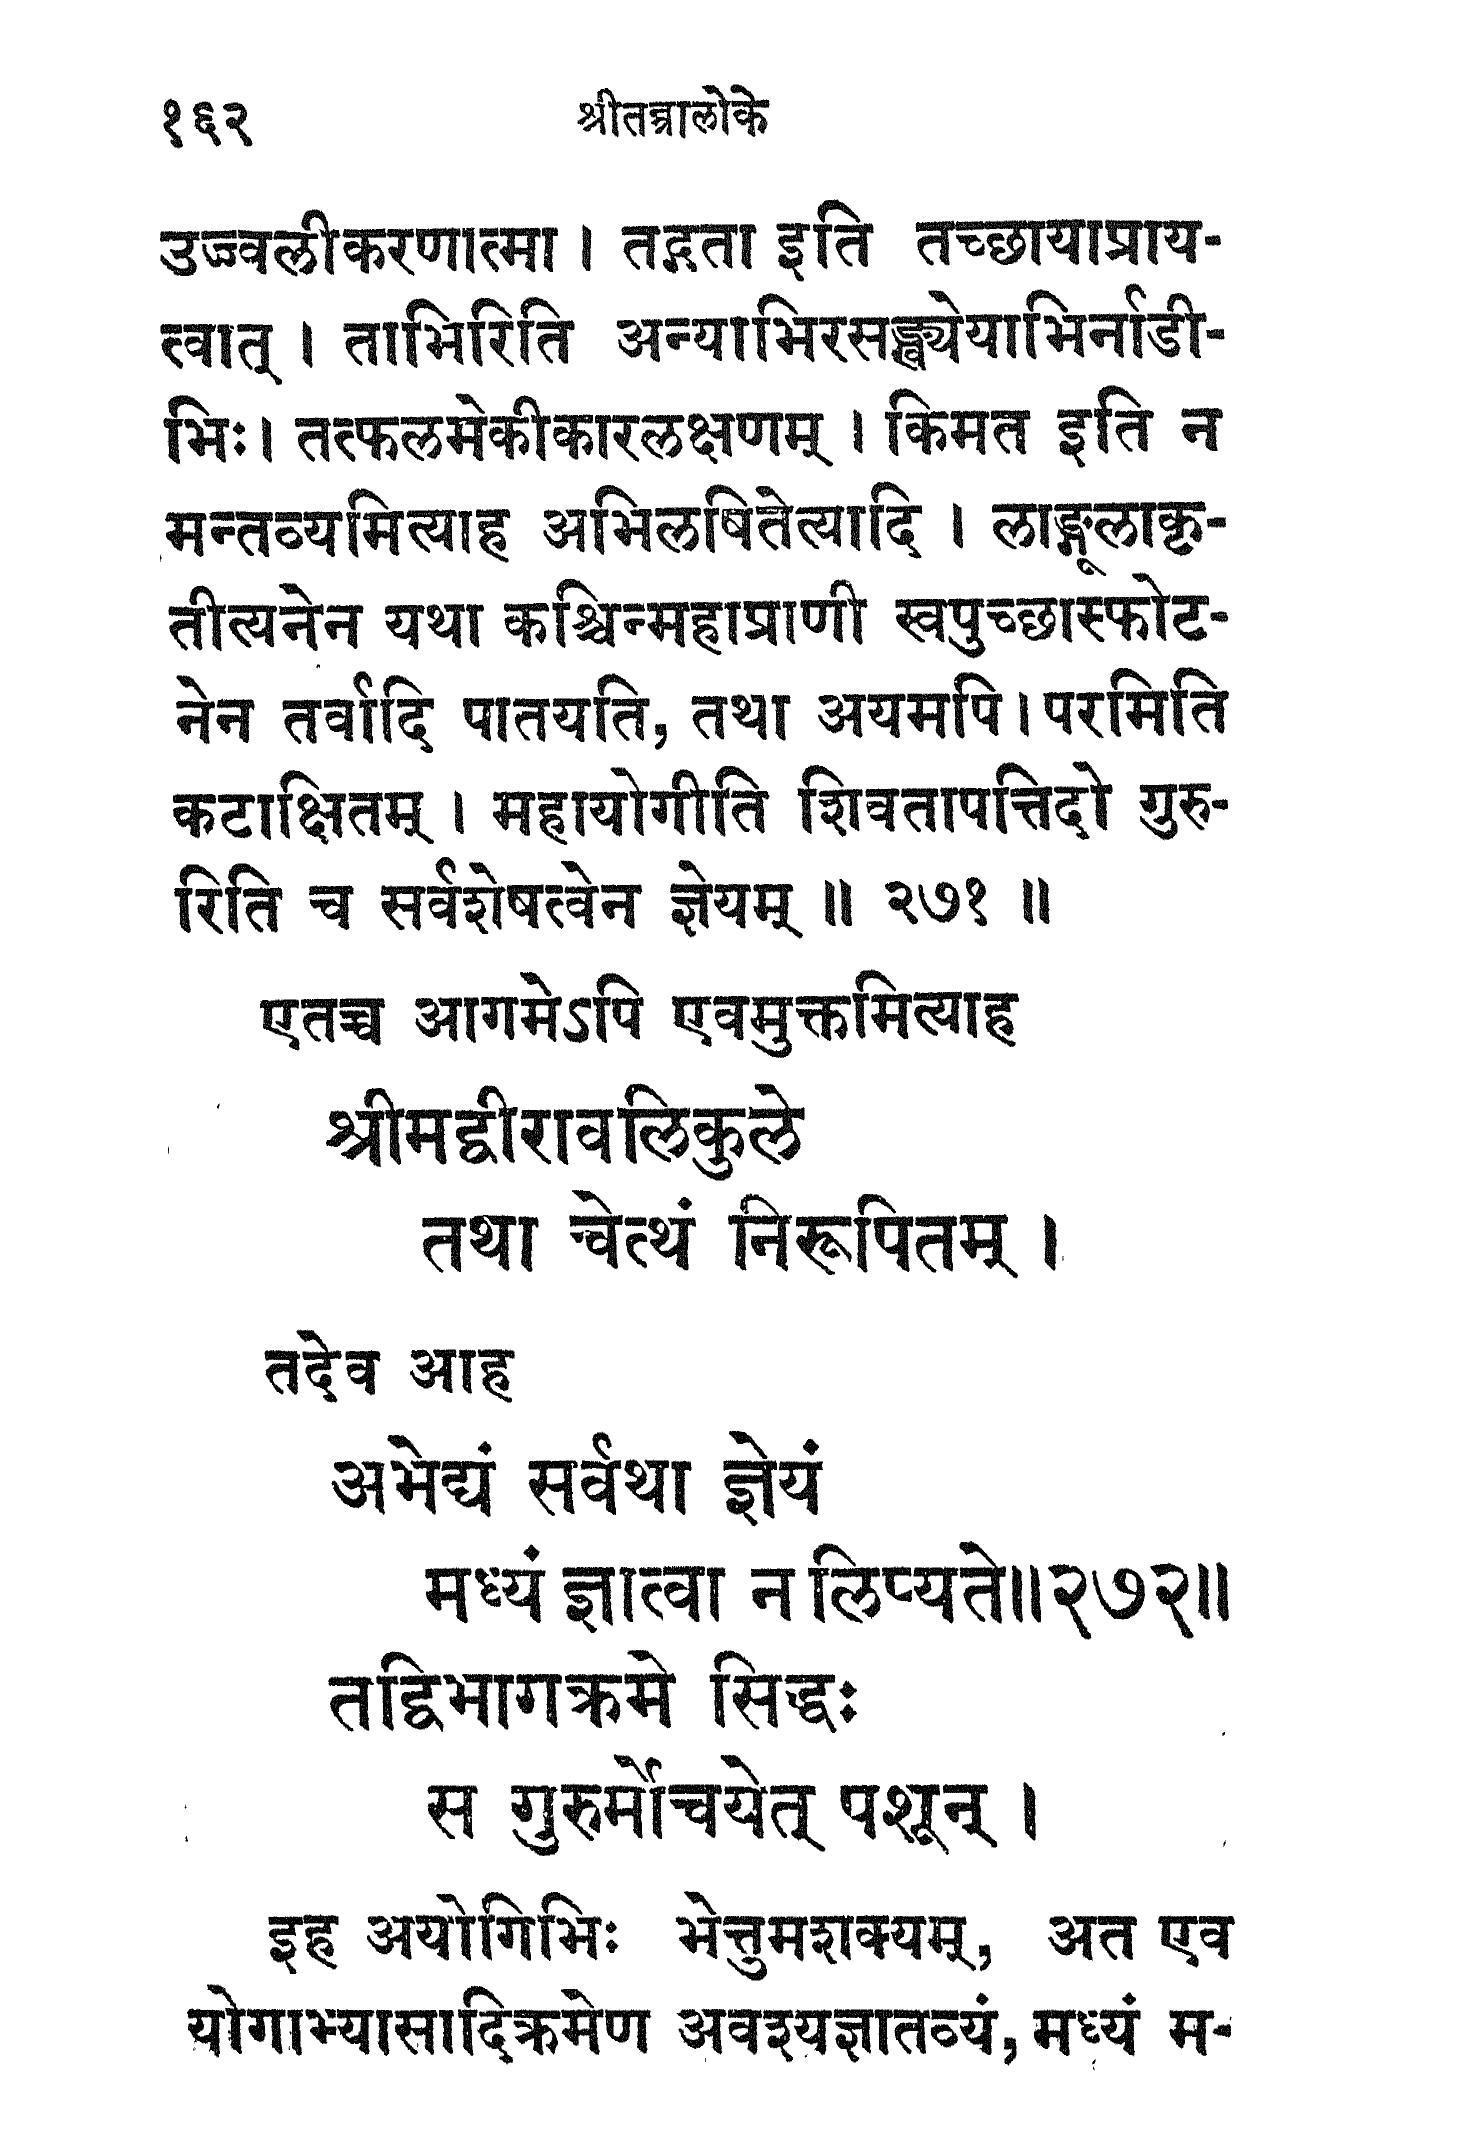 १६२ श्रीतन्त्रालोके
उज्ज्वलीकरणात्मा । तद्गता इति तच्छायाप्राय-
त्वात् । ताभिरिति अन्याभिरसङ्ख्येयाभिर्नाडी-
भिः। तत्फलमेकीकारलक्षणम् । किमत इति न
मन्तव्यमित्याह अभिलषितेत्यादि । लाङ्गूलाकृ-
तीत्यनेन यथा कश्चिन्महाप्राणी स्वपुच्छास्फोट-
नेन तर्वादि पातयति, तथा अयमपि । परमिति
कटाक्षितम् । महायोगीति शिवतापत्तिदो गुरु-
रिति च सर्वशेषत्वेन ज्ञेयम् ॥ २७१ ॥
एतच्च आगमेऽपि एवमुक्तमित्याह
श्रीमद्वीरावलिकुले
तथा चेत्थं निरूपितम् ।
तदेव आह
अभेद्यं सर्वथा ज्ञेयं
मध्यं ज्ञात्वा न लिप्यते॥२७२॥
तद्विभागक्रमे सिद्धः
स गुरुर्मोचयेत् पशून् ।
इह अयोगिभिः भेत्तुमशक्यम्, अत एव
योगाभ्यासादिक्रमेण अवश्यज्ञातव्यं, मध्यं म-